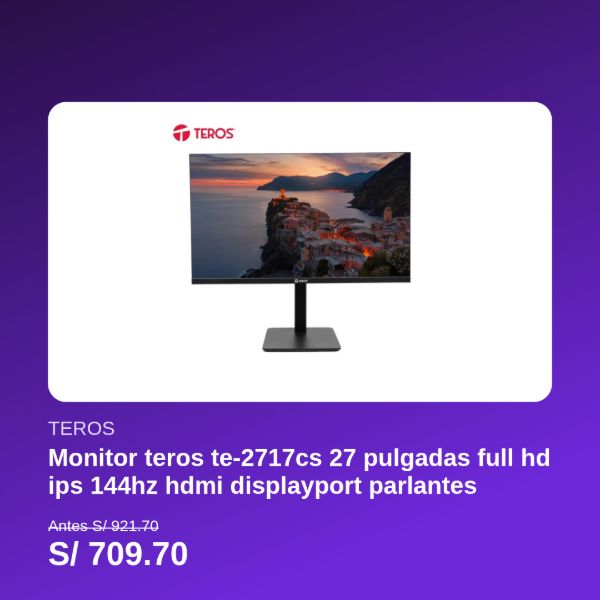 TEROS
TEROS
Monitor teros te-2717cs 27 pulgadas full hd
ips 144hz hdmi displayport parlantes
Antes S/ 921.70
S/ 709.70